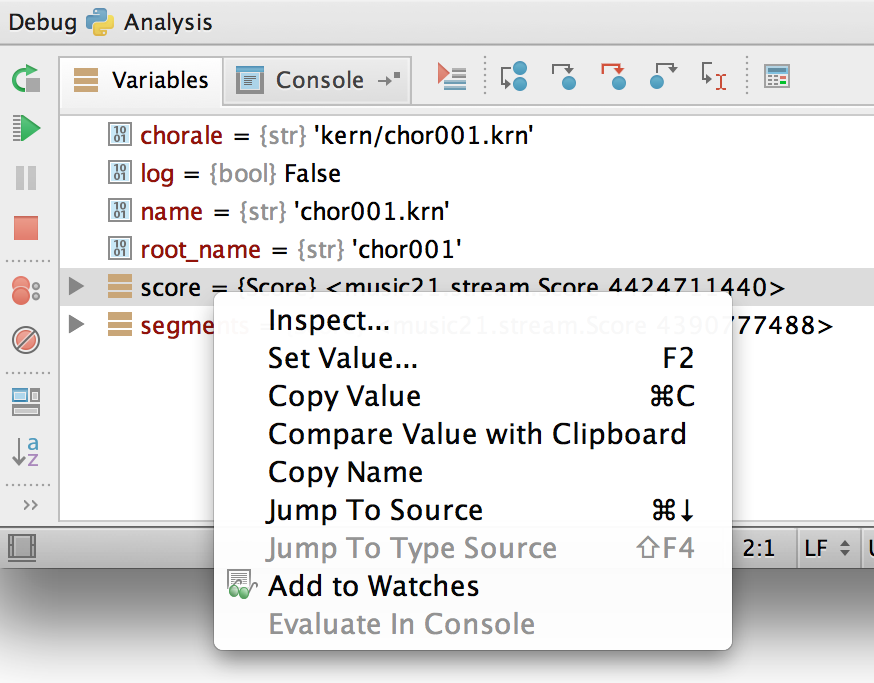 Debug Analysis
Variables Console
chorale = {str} 'kern/chor001.krn'
log = {bool} False
name = {str} 'chor001.krn'
root_name = {str} 'chor001'
score = {Score} <music21.stream.Score 4424711440>
segments = music21.stream.Score 4390777488>
Inspect...
Set Value... F2
Copy Value ⌘C
Compare Value with Clipboard
Copy Name
Jump To Source ⌘↓
Jump To Type Source ⇧F4
Add to Watches
Evaluate In Console
2:1 LF